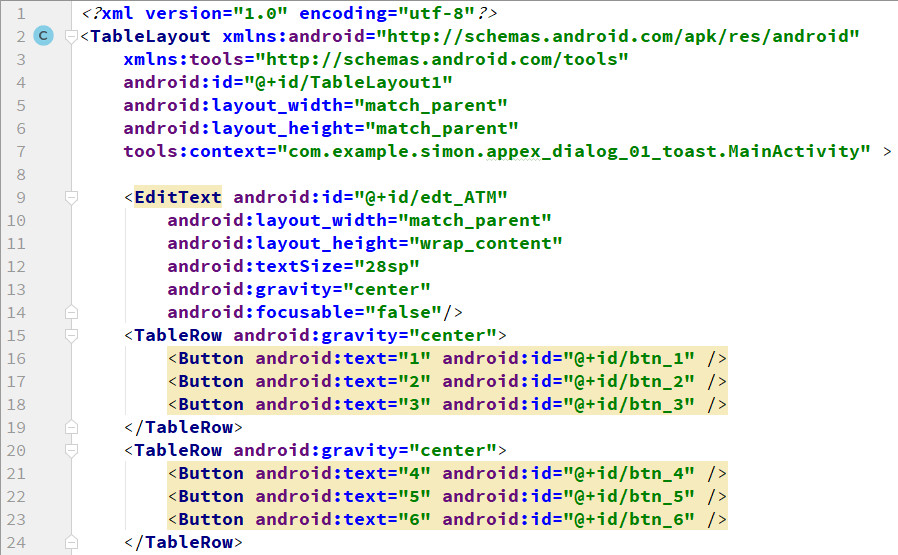 1 <?xml version="1.0" encoding="utf-8"?>
2 C <TableLayout xmlns:android="http://schemas.android.com/apk/res/android"
3     xmlns:tools="http://schemas.android.com/tools"
4     android:id="@+id/TableLayout1"
5     android:layout_width="match_parent"
6     android:layout_height="match_parent"
7     tools:context="com.example.simon.appex_dialog_01_toast.MainActivity" >
8
9     <EditText android:id="@+id/edt_ATM"
10         android:layout_width="match_parent"
11         android:layout_height="wrap_content"
12         android:textSize="28sp"
13         android:gravity="center"
14         android:focusable="false"/>
15     <TableRow android:gravity="center">
16         <Button android:text="1" android:id="@+id/btn_1" />
17         <Button android:text="2" android:id="@+id/btn_2" />
18         <Button android:text="3" android:id="@+id/btn_3" />
19     </TableRow>
20     <TableRow android:gravity="center">
21         <Button android:text="4" android:id="@+id/btn_4" />
22         <Button android:text="5" android:id="@+id/btn_5" />
23         <Button android:text="6" android:id="@+id/btn_6" />
24     </TableRow>